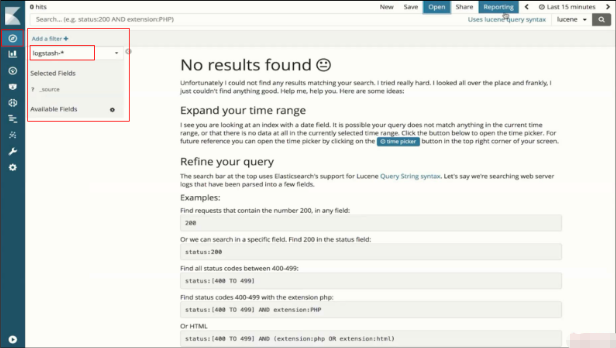 0 hits
New Save Open Share Reporting Last 15 minutes
Search... (e.g. status:200 AND extension:PHP)
Uses lucene query syntax lucene
Add a filter +
logstash-*
Selected Fields
? _source
Available Fields
No results found
Unfortunately I could not find any results matching your search. I tried really hard. I looked all over the place and frankly, I
just couldn't find anything good. Help me, help you. Here are some ideas:
Expand your time range
I see you are looking at an index with a date field. It is possible your query does not match anything in the current time
range, or that there is no data at all in the currently selected time range. Click the button below to open the time picker. For
future reference you can open the time picker by clicking on the time picker button in the top right corner of your screen.
Refine your query
The search bar at the top uses Elasticsearch's support for Lucene Query String syntax. Let's say we're searching web server
logs that have been parsed into a few fields.
Examples:
Find requests that contain the number 200, in any field:
200
Or we can search in a specific field. Find 200 in the status field:
status:200
Find all status codes between 400-499:
status:[400 TO 499]
Find status codes 400-499 with the extension php:
status:[400 TO 499] AND extension:PHP
Or HTML
status:[400 TO 499] AND (extension:php OR extension:html)